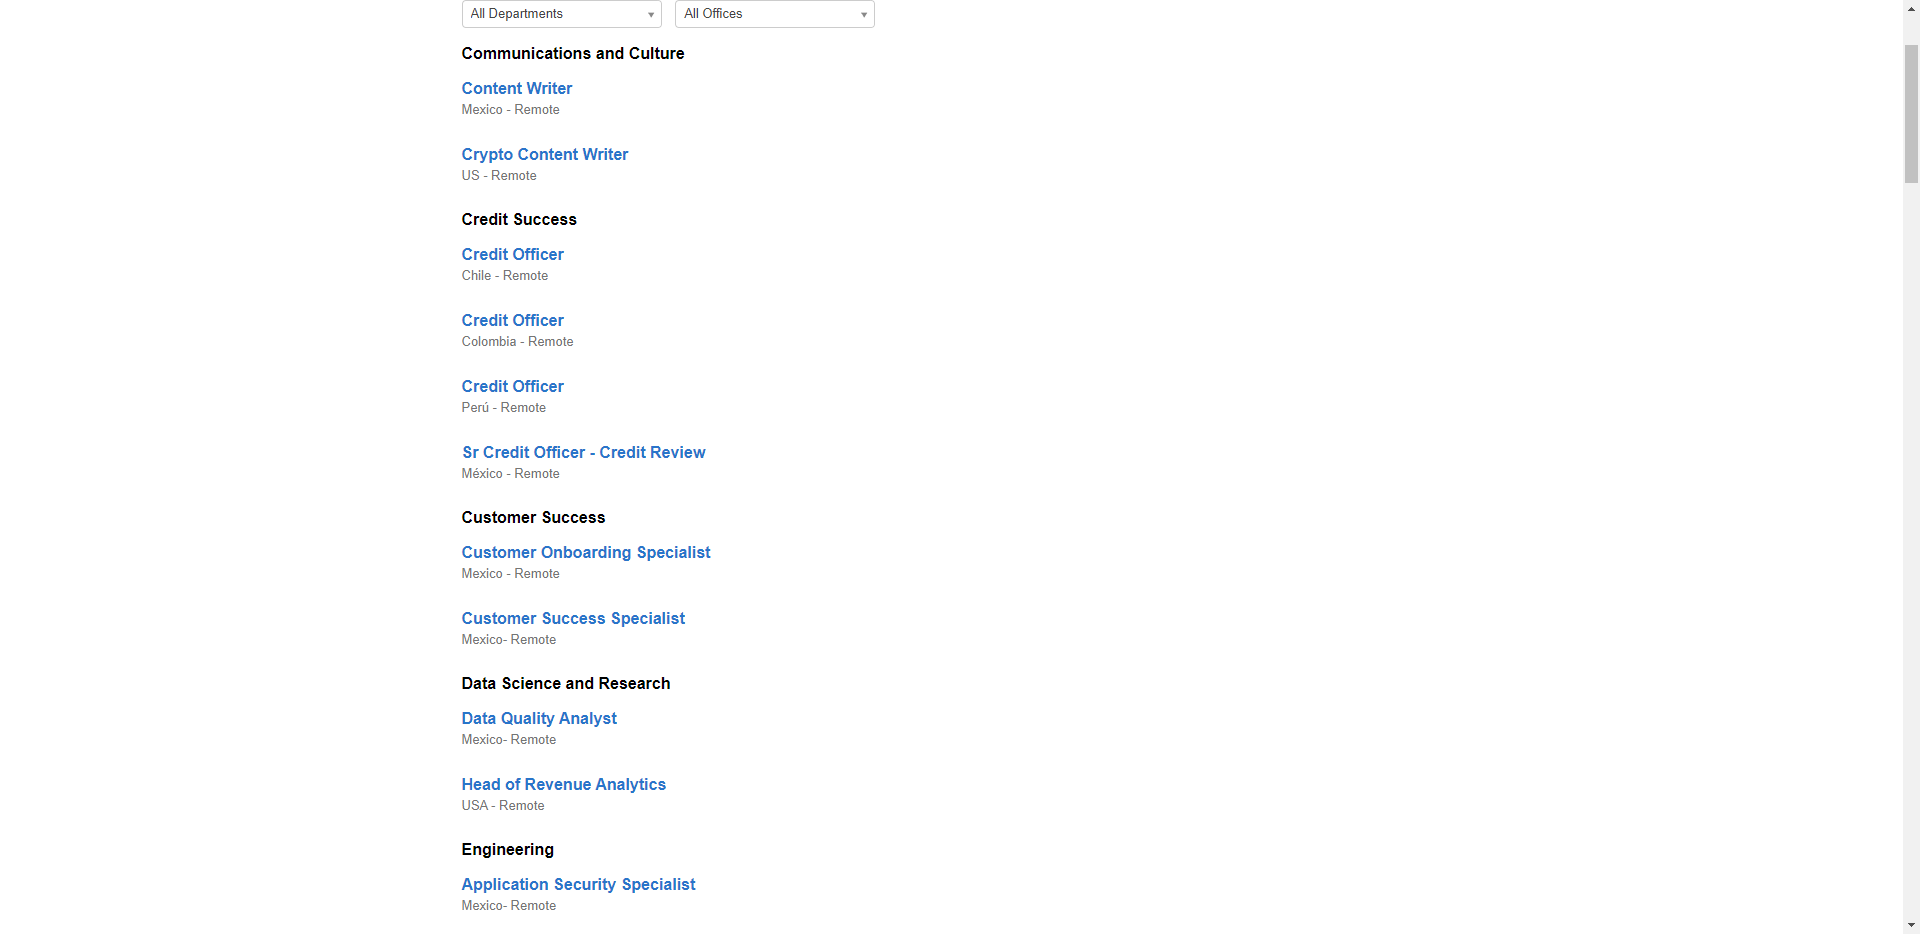 All Departments All Offices
Communications and Culture
Content Writer
Mexico - Remote
Crypto Content Writer
US - Remote
Credit Success
Credit Officer
Chile - Remote
Credit Officer
Colombia - Remote
Credit Officer
Perú - Remote
Sr Credit Officer - Credit Review
México - Remote
Customer Success
Customer Onboarding Specialist
Mexico - Remote
Customer Success Specialist
Mexico- Remote
Data Science and Research
Data Quality Analyst
Mexico- Remote
Head of Revenue Analytics
USA - Remote
Engineering
Application Security Specialist
Mexico- Remote